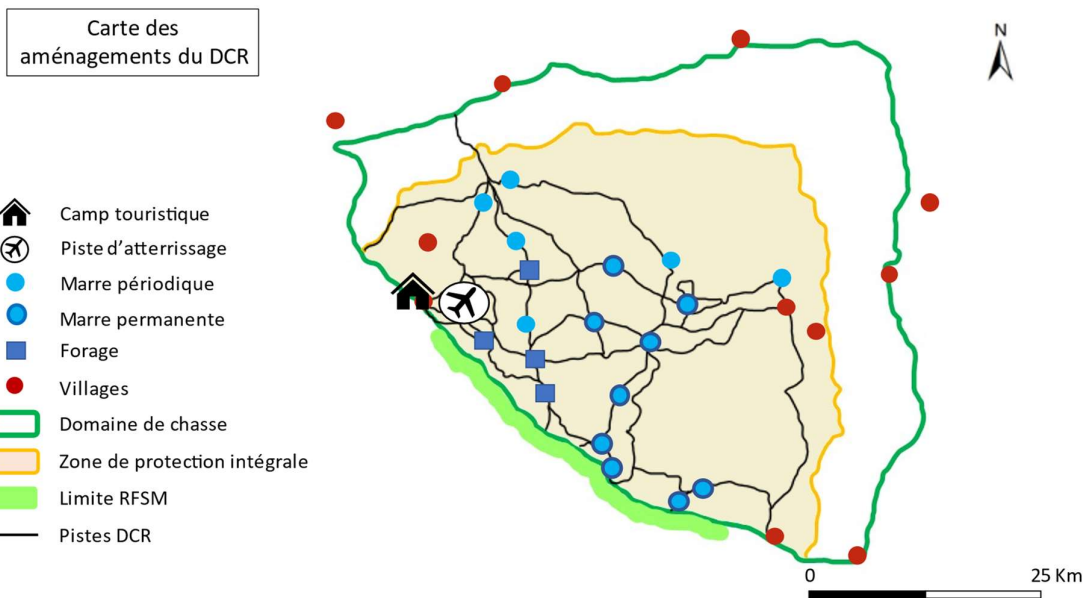 Carte des
aménagements du DCR
N
Camp touristique
Piste d'atterrissage
Marre périodique
Marre permanente
Forage
Villages
Domaine de chasse
Zone de protection intégrale
Limite RFSM
Pistes DCR
0 25 Km